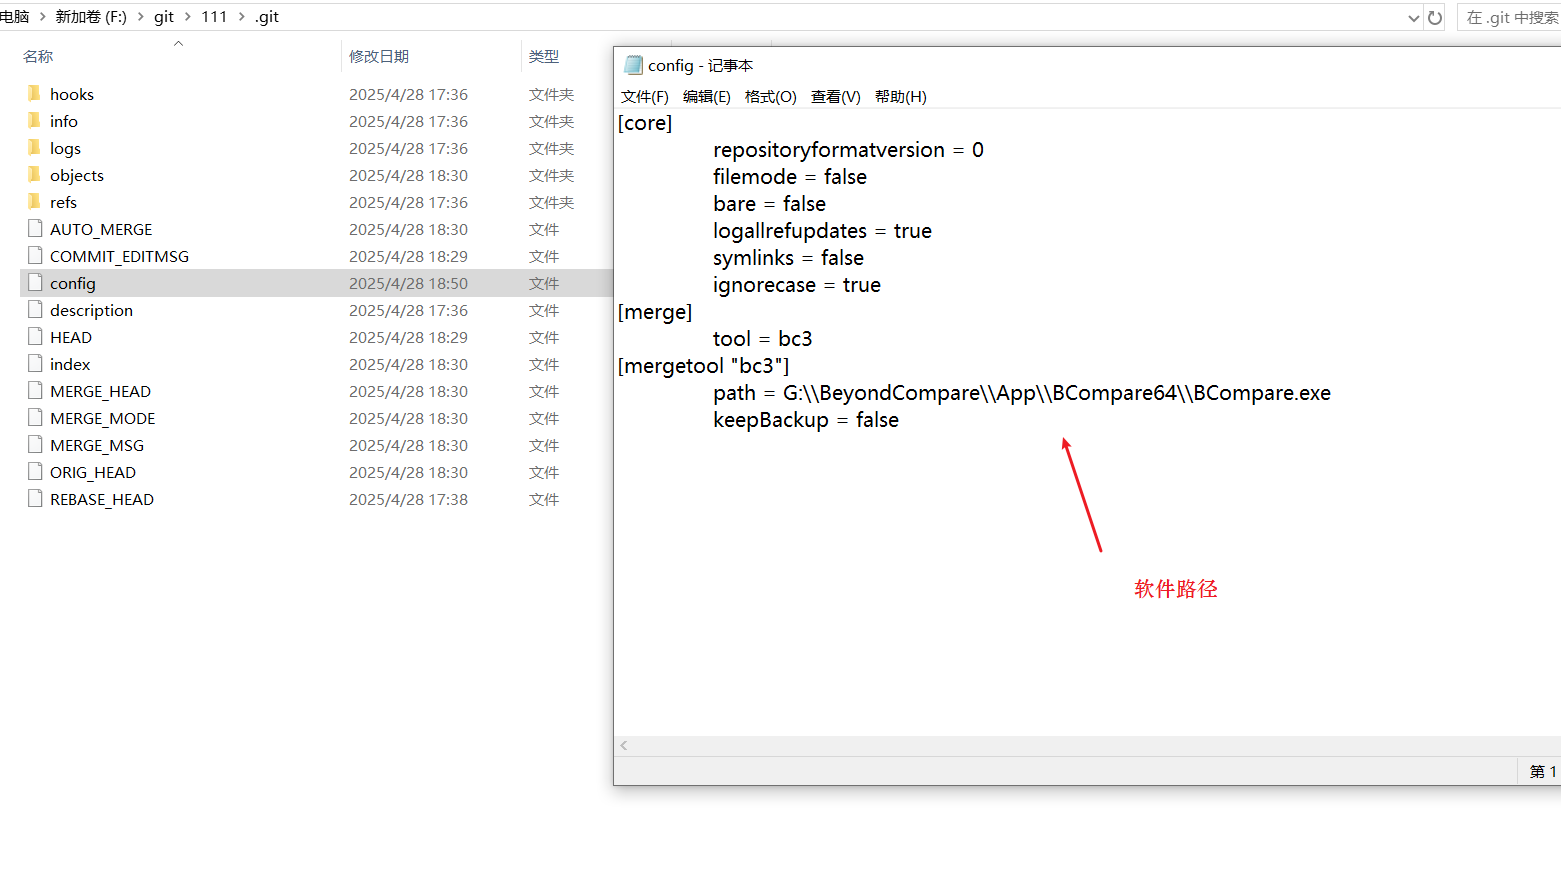 电脑 > 新加卷 (F:) > git > 111 > .git
在 .git 中搜索
名称 修改日期 类型
hooks 2025/4/28 17:36 文件夹
info 2025/4/28 17:36 文件夹
logs 2025/4/28 17:36 文件夹
objects 2025/4/28 18:30 文件夹
refs 2025/4/28 17:36 文件夹
AUTO_MERGE 2025/4/28 18:30 文件
COMMIT_EDITMSG 2025/4/28 18:29 文件
config 2025/4/28 18:50 文件
description 2025/4/28 17:36 文件
HEAD 2025/4/28 18:29 文件
index 2025/4/28 18:30 文件
MERGE_HEAD 2025/4/28 18:30 文件
MERGE_MODE 2025/4/28 18:30 文件
MERGE_MSG 2025/4/28 18:30 文件
ORIG_HEAD 2025/4/28 18:30 文件
REBASE_HEAD 2025/4/28 17:38 文件
config - 记事本
文件(F) 编辑(E) 格式(O) 查看(V) 帮助(H)
[core]
repositoryformatversion = 0
filemode = false
bare = false
logallrefupdates = true
symlinks = false
ignorecase = true
[merge]
tool = bc3
[mergetool "bc3"]
path = G:\\BeyondCompare\\App\\BCompare64\\BCompare.exe
keepBackup = false
软件路径
第 1